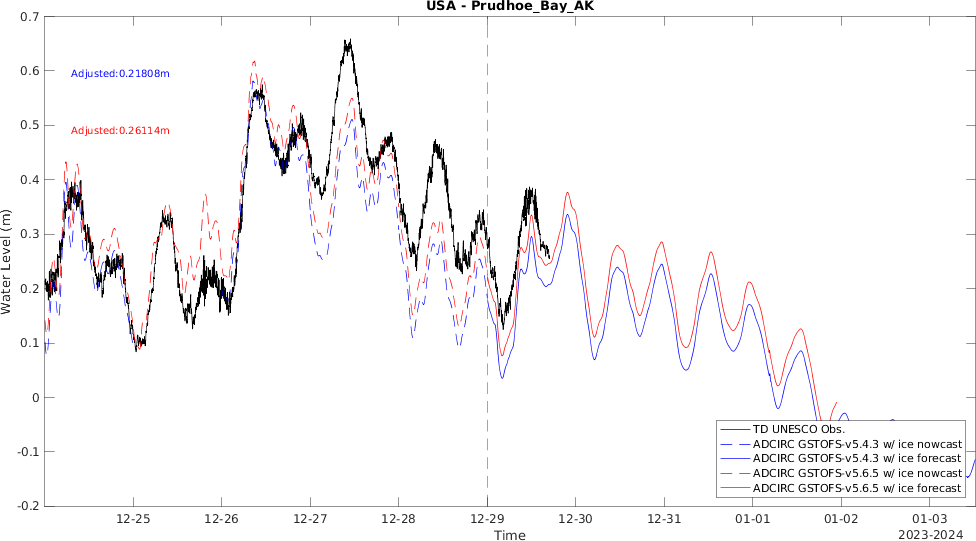 USA - Prudhoe_Bay_AK
0.7
0.6
0.5
0.4
0.3
0.2
0.1
0
-0.1
-0.2
Water Level (m)
Adjusted:0.21808m
Adjusted:0.26114m
TD UNESCO Obs.
ADCIRC GSTOFS-v5.4.3 w/ ice nowcast
ADCIRC GSTOFS-v5.4.3 w/ ice forecast
ADCIRC GSTOFS-v5.6.5 w/ ice nowcast
ADCIRC GSTOFS-v5.6.5 w/ ice forecast
12-25 12-26 12-27 12-28 12-29 12-30 12-31 01-01 01-02 01-03
Time
2023-2024